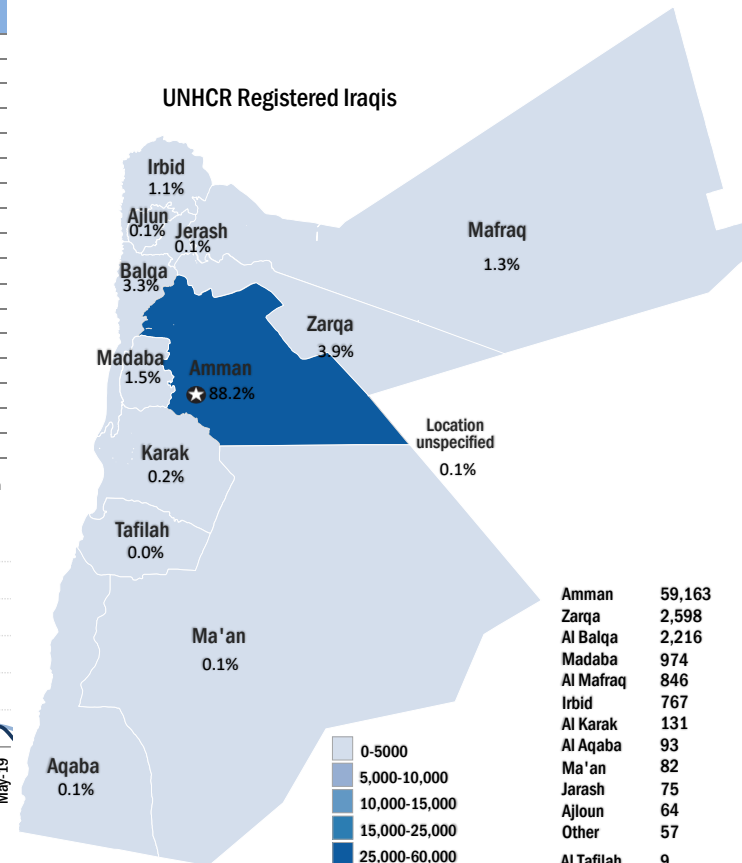 UNHCR Registered Iraqis
Irbid
1.1%
Ajlun
0.1%
Jerash
0.1%
Mafraq
1.3%
Balqa
3.3%
Zarqa
3.9%
Madaba
1.5%
Amman
88.2%
Location
unspecified
0.1%
Karak
0.2%
Tafilah
0.0%
Ma'an
0.1%
Aqaba
0.1%
May-19
0-5000
5,000-10,000
10,000-15,000
15,000-25,000
25,000-60,000
Amman 59,163
Zarqa 2,598
Al Balqa 2,216
Madaba 974
Al Mafraq 846
Irbid 767
Al Karak 131
Al Aqaba 93
Ma'an 82
Jarash 75
Ajloun 64
Other 57
Al Tafilah 9